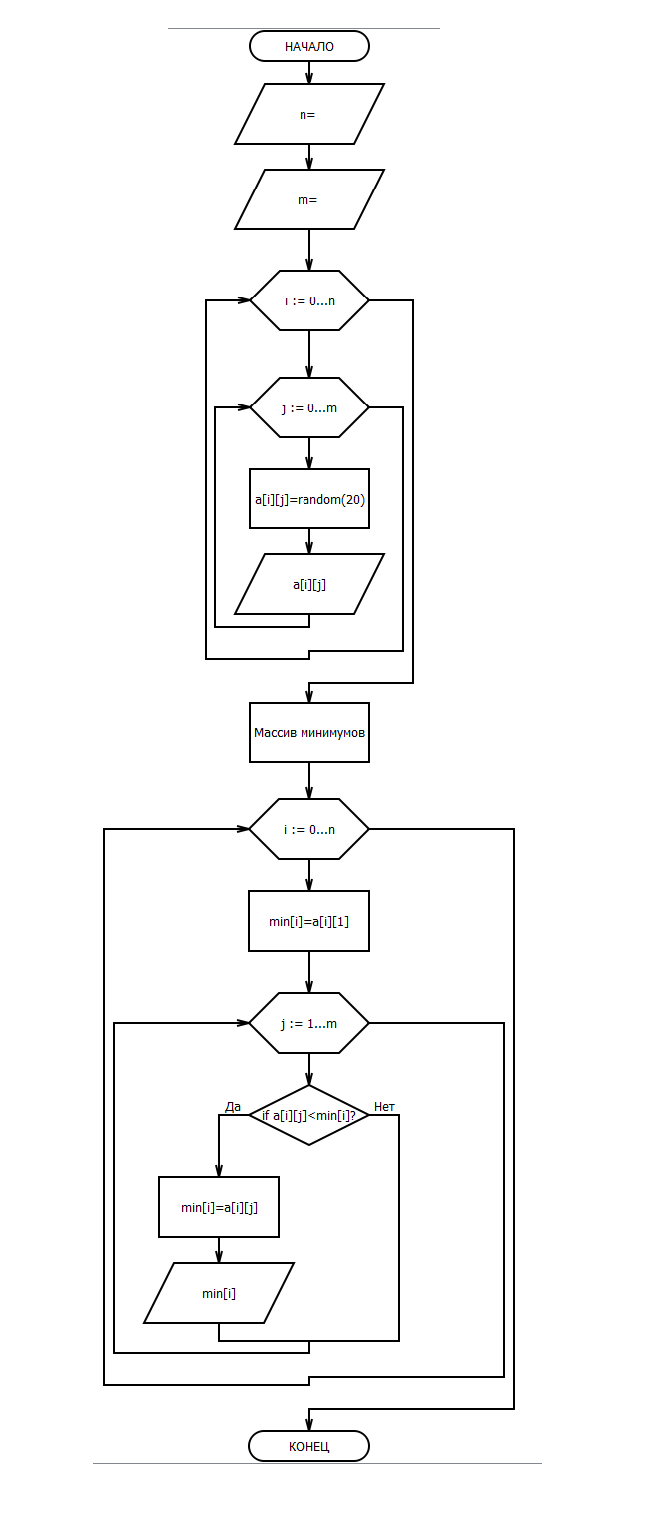 НАЧАЛО
n=
m=
i := 0...n
j := 0...m
a[i][j]=random(20)
a[i][j]
Массив минимумов
i := 0...n
min[i]=a[i][1]
j := 1...m
Да
if a[i][j]<min[i]?
Нет
min[i]=a[i][j]
min[i]
КОНЕЦ